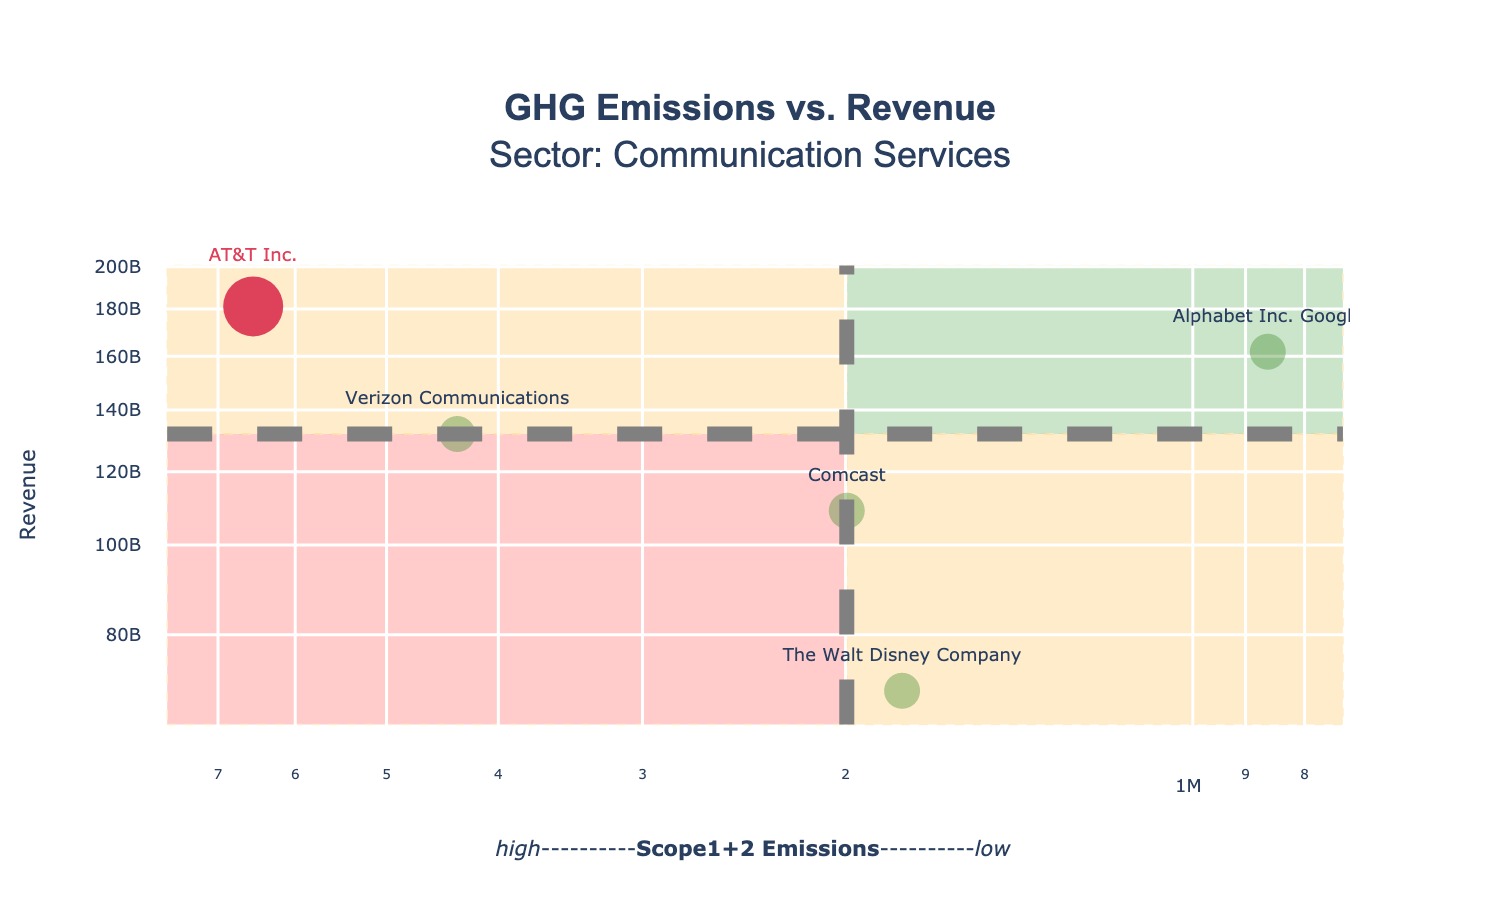 GHG Emissions vs. Revenue
Sector: Communication Services
AT&T Inc.
200B
180B
Alphabet Inc. Googl
160B
Verizon Communications
140B
120B
Comcast
100B
80B
The Walt Disney Company
Revenue
7 6 5 4 3 2 1M 9 8
high----------Scope1+2 Emissions----------low